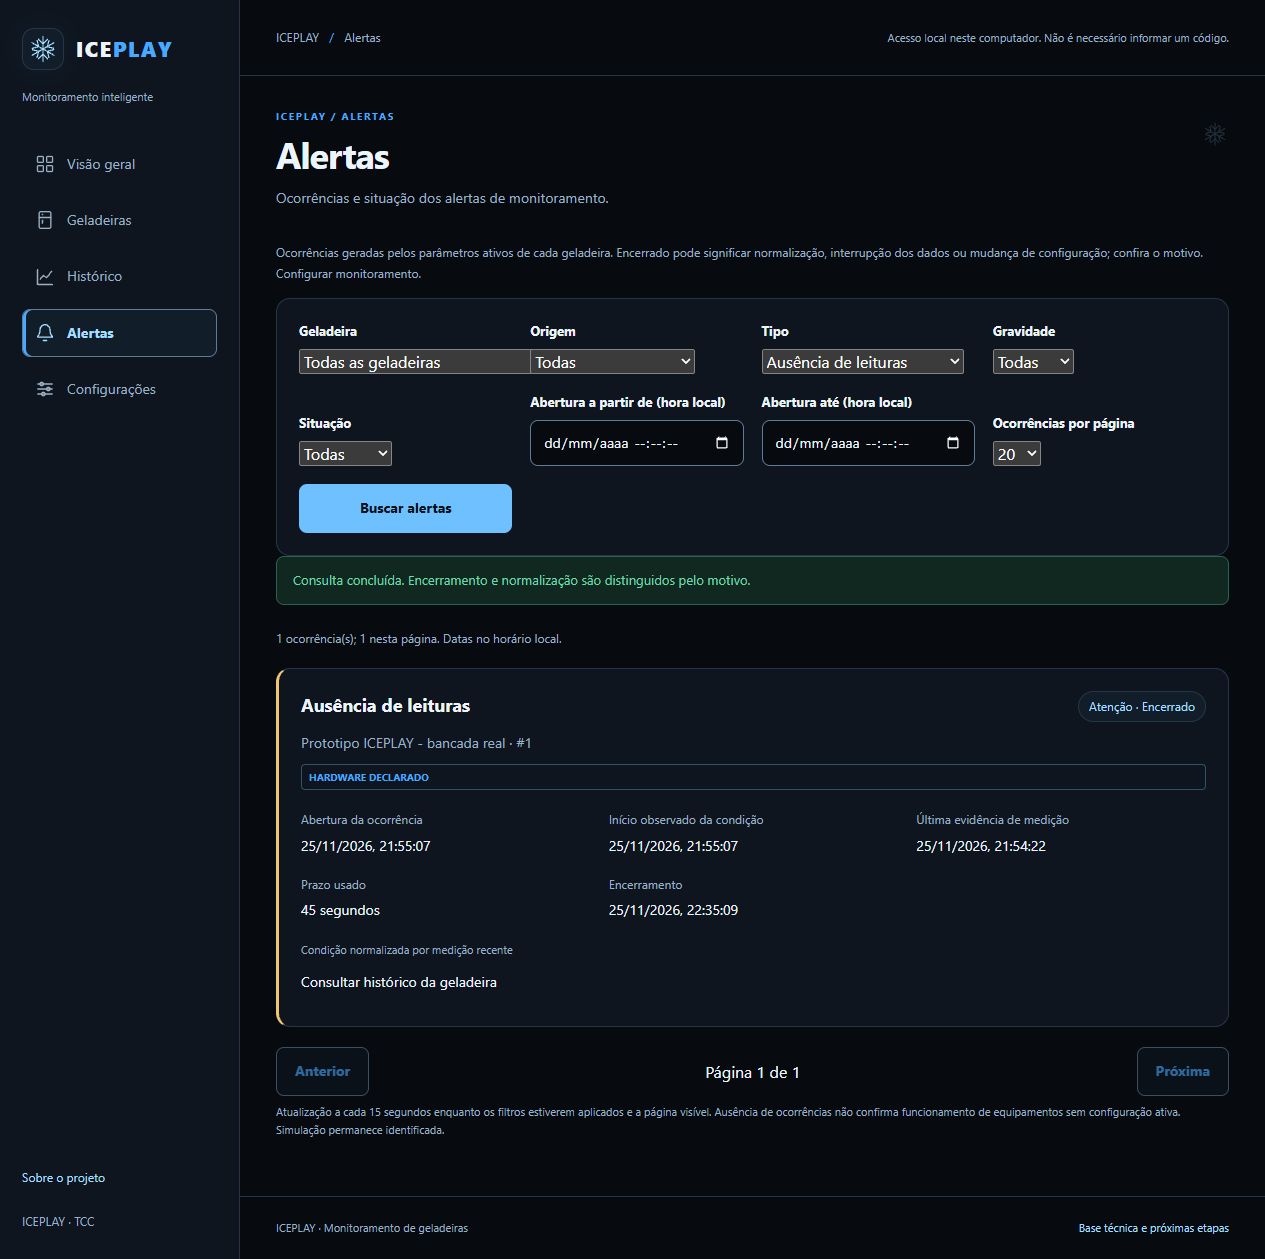 ICEPLAY
Monitoramento inteligente
Visão geral
Geladeiras
Histórico
Alertas
Configurações
Sobre o projeto
ICEPLAY · TCC
ICEPLAY / Alertas
Acesso local neste computador. Não é necessário informar um código.
ICEPLAY / ALERTAS
Alertas
Ocorrências e situação dos alertas de monitoramento.
Ocorrências geradas pelos parâmetros ativos de cada geladeira. Encerrado pode significar normalização, interrupção dos dados ou mudança de configuração; confira o motivo.
Configurar monitoramento.
Geladeira
Origem
Tipo
Gravidade
Todas as geladeiras
Todas
Ausência de leituras
Todas
Situação
Abertura a partir de (hora local)
Abertura até (hora local)
Ocorrências por página
Todas
dd/mm/aaaa --:--:--
dd/mm/aaaa --:--:--
20
Buscar alertas
Consulta concluída. Encerramento e normalização são distinguidos pelo motivo.
1 ocorrência(s); 1 nesta página. Datas no horário local.
Ausência de leituras
Atenção · Encerrado
Prototipo ICEPLAY - bancada real · #1
HARDWARE DECLARADO
Abertura da ocorrência
Início observado da condição
Última evidência de medição
25/11/2026, 21:55:07
25/11/2026, 21:55:07
25/11/2026, 21:54:22
Prazo usado
Encerramento
45 segundos
25/11/2026, 22:35:09
Condição normalizada por medição recente
Consultar histórico da geladeira
Anterior
Página 1 de 1
Próxima
Atualização a cada 15 segundos enquanto os filtros estiverem aplicados e a página visível. Ausência de ocorrências não confirma funcionamento de equipamentos sem configuração ativa.
Simulação permanece identificada.
ICEPLAY · Monitoramento de geladeiras
Base técnica e próximas etapas